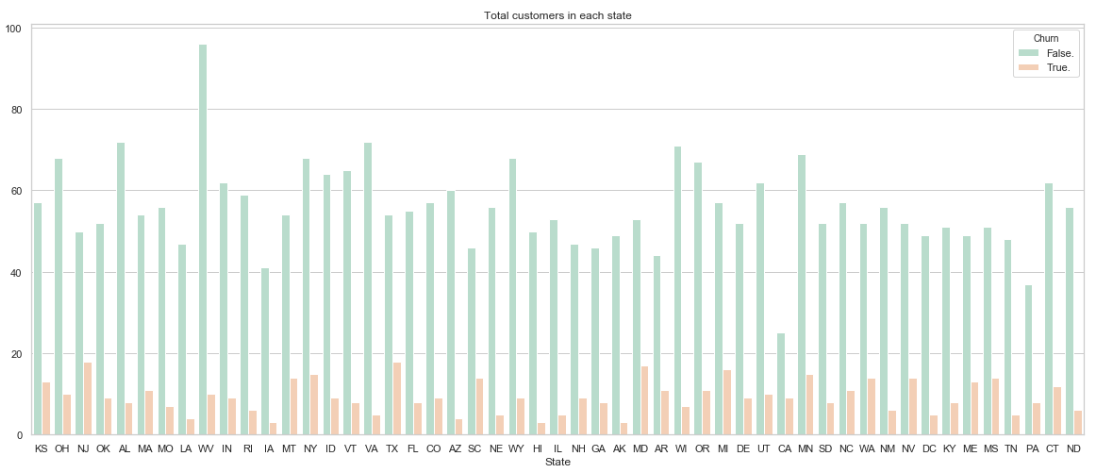 Total customers in each state
100
80
60
40
20
0
Churn
False.
True.
KS OH NJ OK AL MA MO LA WV IN RI IA MT NY ID VT VA TX FL CO AZ SC NE WY HI IL NH GA AK MD AR WI OR MI DE UT CA MN SD NC WA NM NV DC KY ME MS TN PA CT ND
State